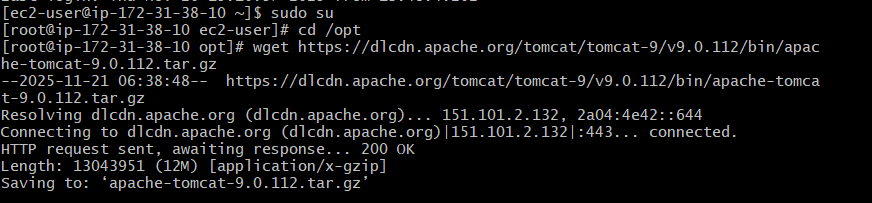 [ec2-user@ip-172-31-38-10 ~]$ sudo su
[root@ip-172-31-38-10 ec2-user]# cd /opt
[root@ip-172-31-38-10 opt]# wget https://dlcdn.apache.org/tomcat/tomcat-9/v9.0.112/bin/apac
he-tomcat-9.0.112.tar.gz
--2025-11-21 06:38:48--  https://dlcdn.apache.org/tomcat/tomcat-9/v9.0.112/bin/apache-tomca
t-9.0.112.tar.gz
Resolving dlcdn.apache.org (dlcdn.apache.org)... 151.101.2.132, 2a04:4e42::644
Connecting to dlcdn.apache.org (dlcdn.apache.org)|151.101.2.132|:443... connected.
HTTP request sent, awaiting response... 200 OK
Length: 13043951 (12M) [application/x-gzip]
Saving to: ‘apache-tomcat-9.0.112.tar.gz’